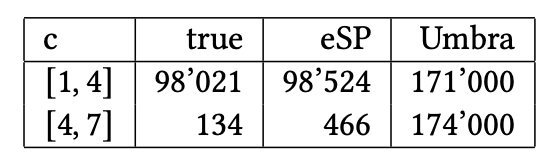 c true eSP Umbra
[1, 4] 98’021 98’524 171’000
[4, 7] 134 466 174’000